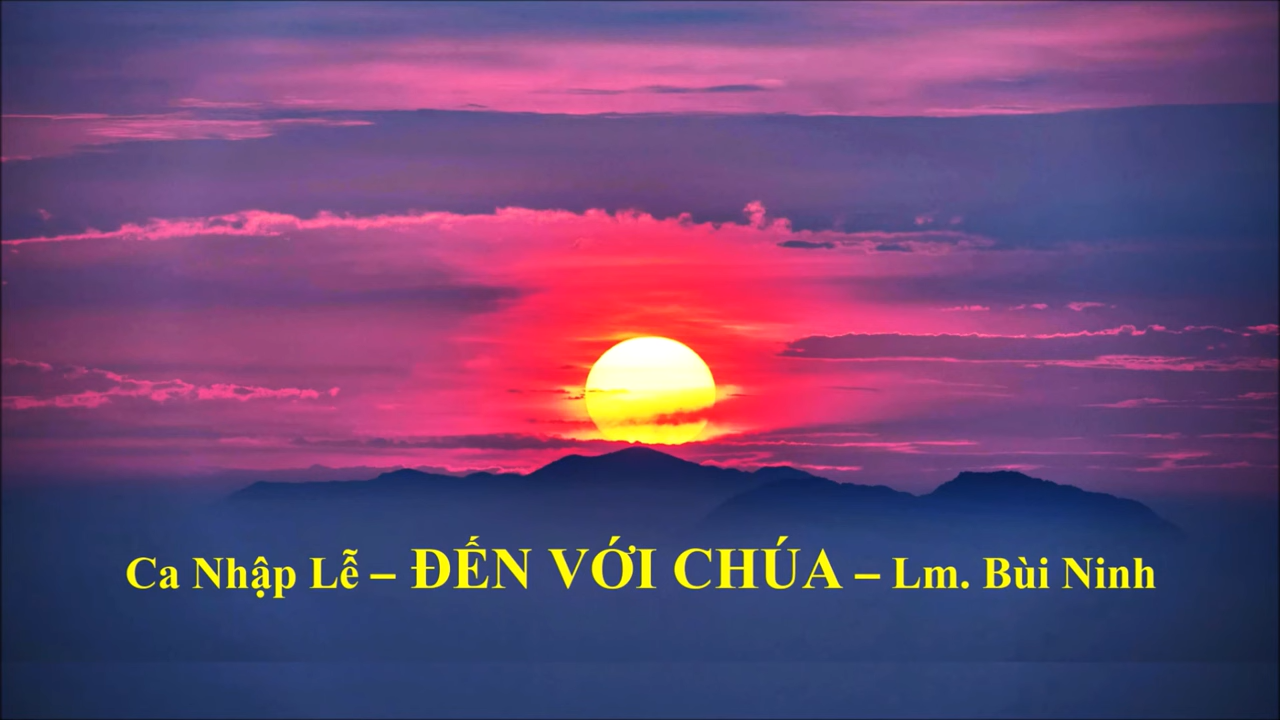 Ca Nhập Lễ – ĐẾN VỚI CHÚA – Lm. Bùi Ninh